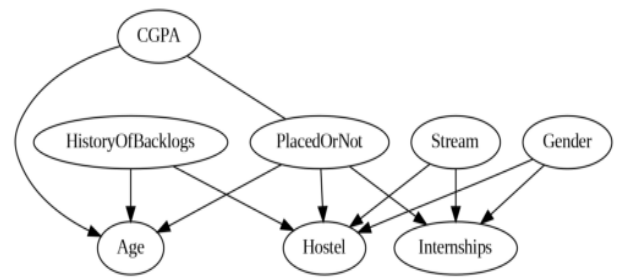 CGPA
HistoryOfBacklogs PlacedOrNot Stream Gender
Age Hostel Internships